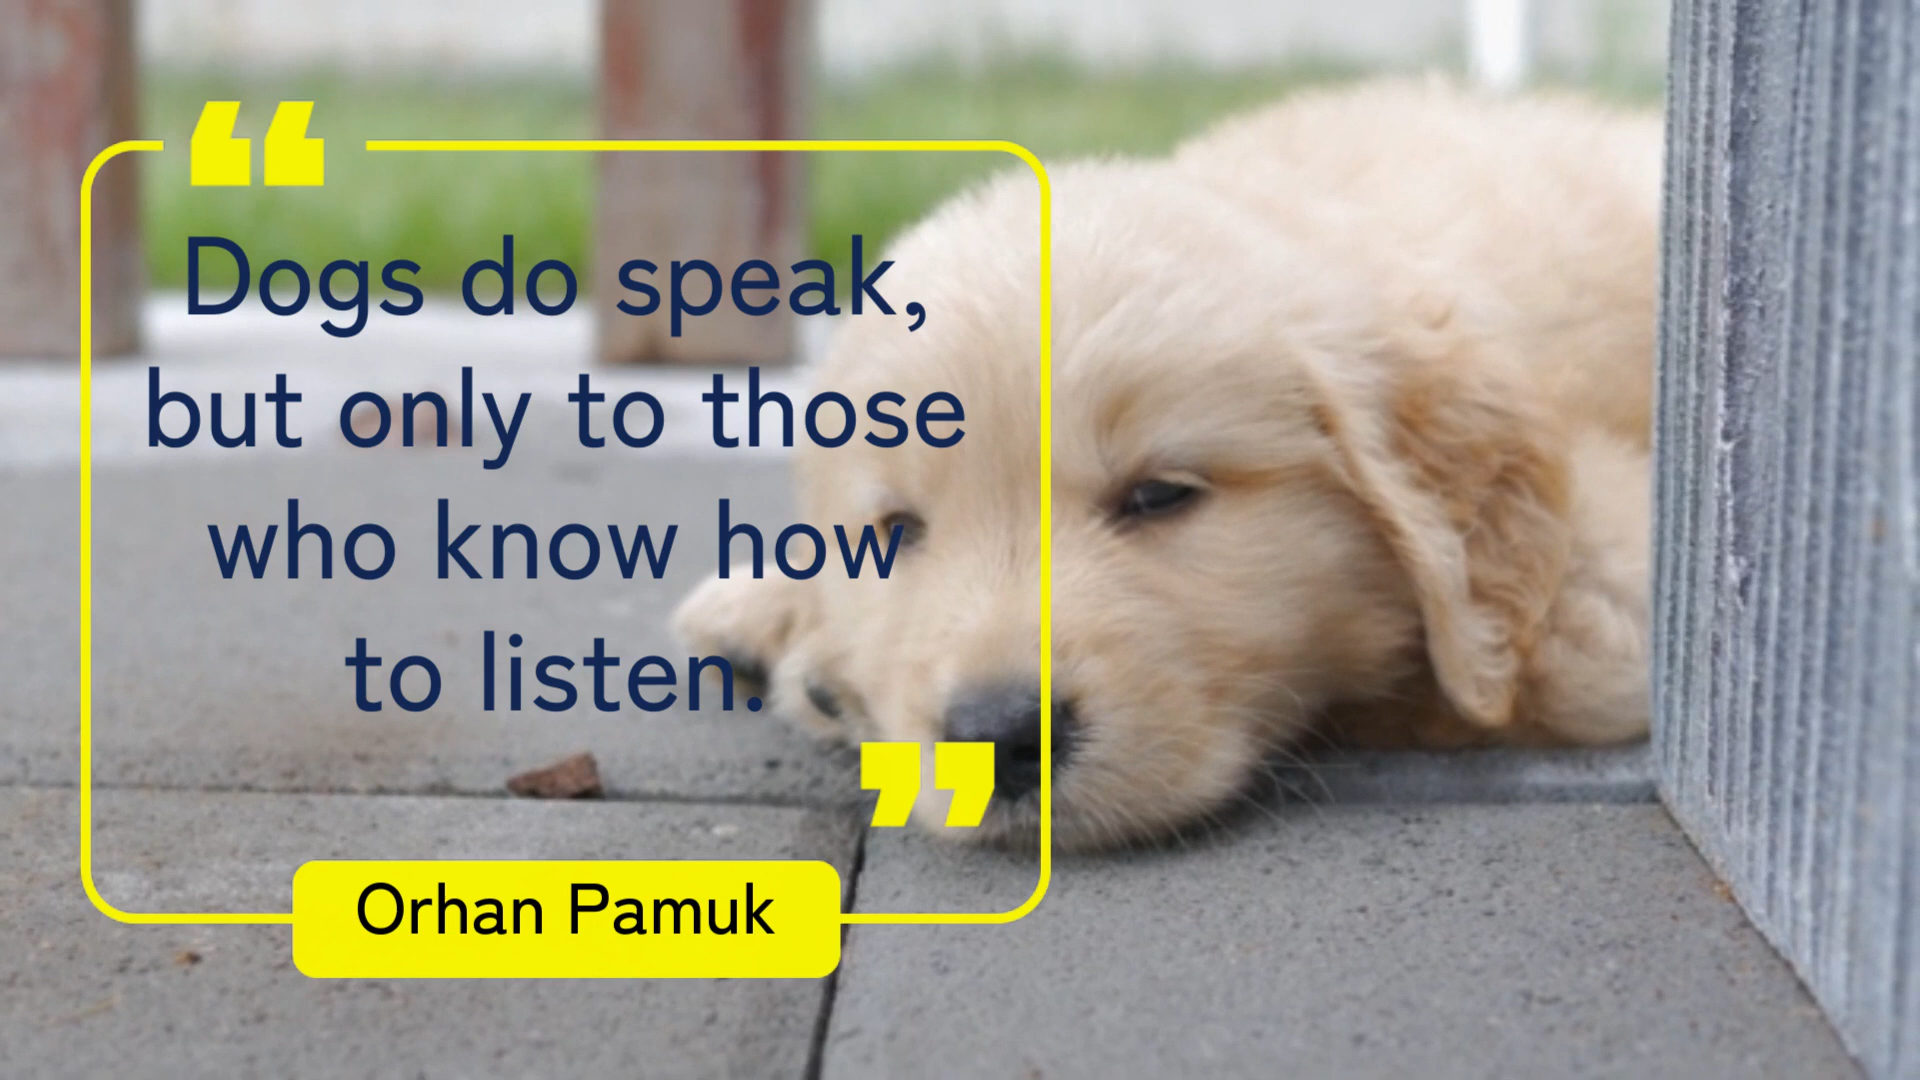 “
Dogs do speak,
but only to those
who know how
to listen.
”
Orhan Pamuk